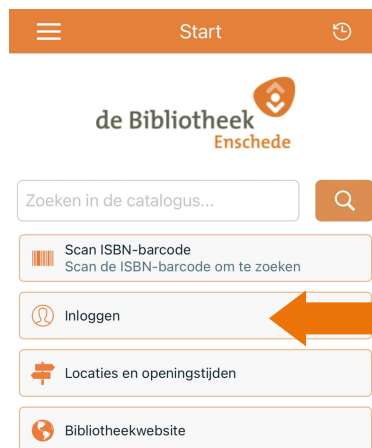 Start
de Bibliotheek
Enschede
Zoeken in de catalogus...
Scan ISBN-barcode
Scan de ISBN-barcode om te zoeken
Inloggen
Locaties en openingstijden
Bibliotheekwebsite